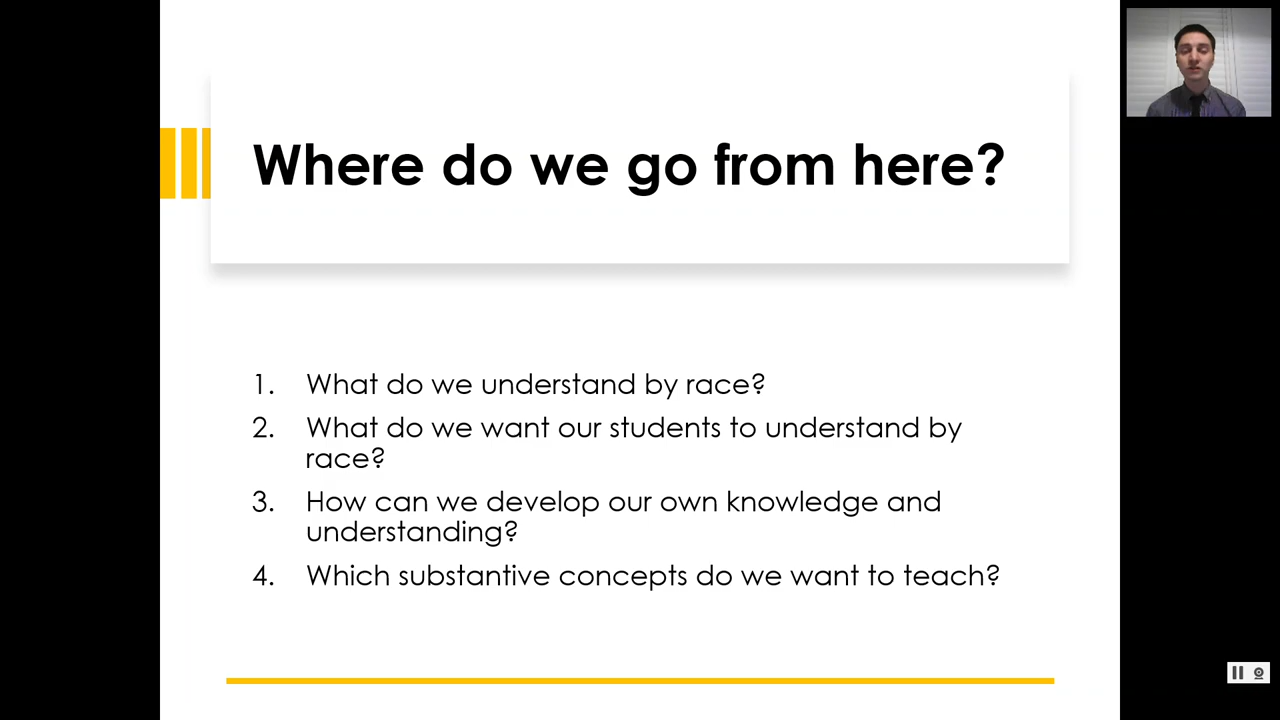 Where do we go from here?
1. What do we understand by race?
2. What do we want our students to understand by
race?
3. How can we develop our own knowledge and
understanding?
4. Which substantive concepts do we want to teach?